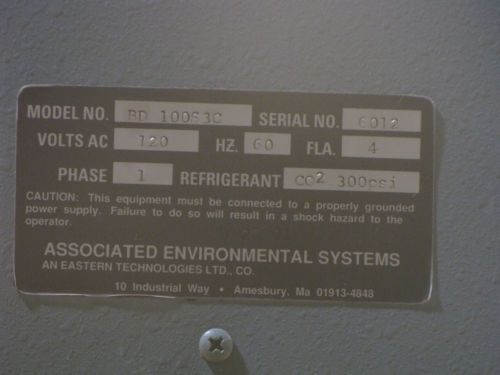 MODEL NO. BD 100S3C SERIAL NO. 6012
VOLTS AC 120 HZ. 60 FLA. 4
PHASE 1 REFRIGERANT CO² 300psi
CAUTION: This equipment must be connected to a properly grounded
power supply. Failure to do so will result in a shock hazard to the
operator.
ASSOCIATED ENVIRONMENTAL SYSTEMS
AN EASTERN TECHNOLOGIES LTD., CO.
10 Industrial Way • Amesbury, Ma 01913-4848